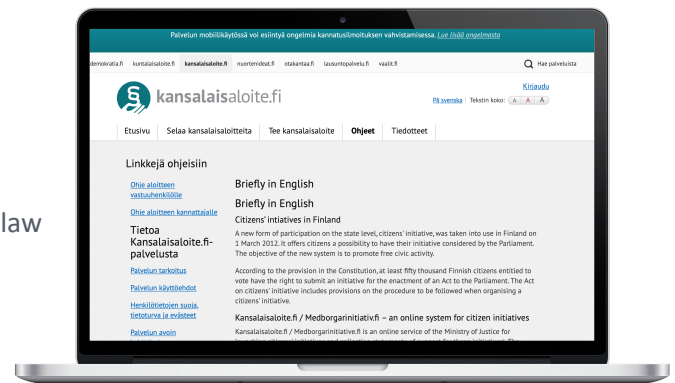 law
Palvelun mobiilikäytössä voi esiintyä ongelmia kannatusilmoituksen vahvistamisessa. Lue lisää ongelmasta
demokratia.fi kuntalaisaloite.fi kansalaisaloite.fi nuortenideat.fi otakantaa.fi lausuntopalvelu.fi vaalit.fi Hae palveluista
Kirjaudu
kansalaisaloite.fi
På svenska Tekstin koko: A A A
Etusivu Selaa kansalaisaloitteita Tee kansalaisaloite Ohjeet Tiedotteet
Linkkejä ohjeisiin
Ohje aloitteen
vastuuhenkilölle
Ohje aloitteen kannattajalle
Tietoa
Kansalaisaloite.fi-
palvelusta
Palvelun tarkoitus
Palvelun käyttöehdot
Henkilötietojen suoja,
tietoturva ja evästeet
Palvelun avoin
Briefly in English
Briefly in English
Citizens' intiatives in Finland
A new form of participation on the state level, citizens' initiative, was taken into use in Finland on
1 March 2012. It offers citizens a possibility to have their initiative considered by the Parliament.
The objective of the new system is to promote free civic activity.
According to the provision in the Constitution, at least fifty thousand Finnish citizens entitled to
vote have the right to submit an initiative for the enactment of an Act to the Parliament. The Act
on citizens' initiative includes provisions on the procedure to be followed when organising a
citizens' initiative.
Kansalaisaloite.fi / Medborgarinitiativ.fi – an online system for citizen initiatives
Kansalaisaloite.fi / Medborgarinitiative.fi is an online service of the Ministry of Justice for